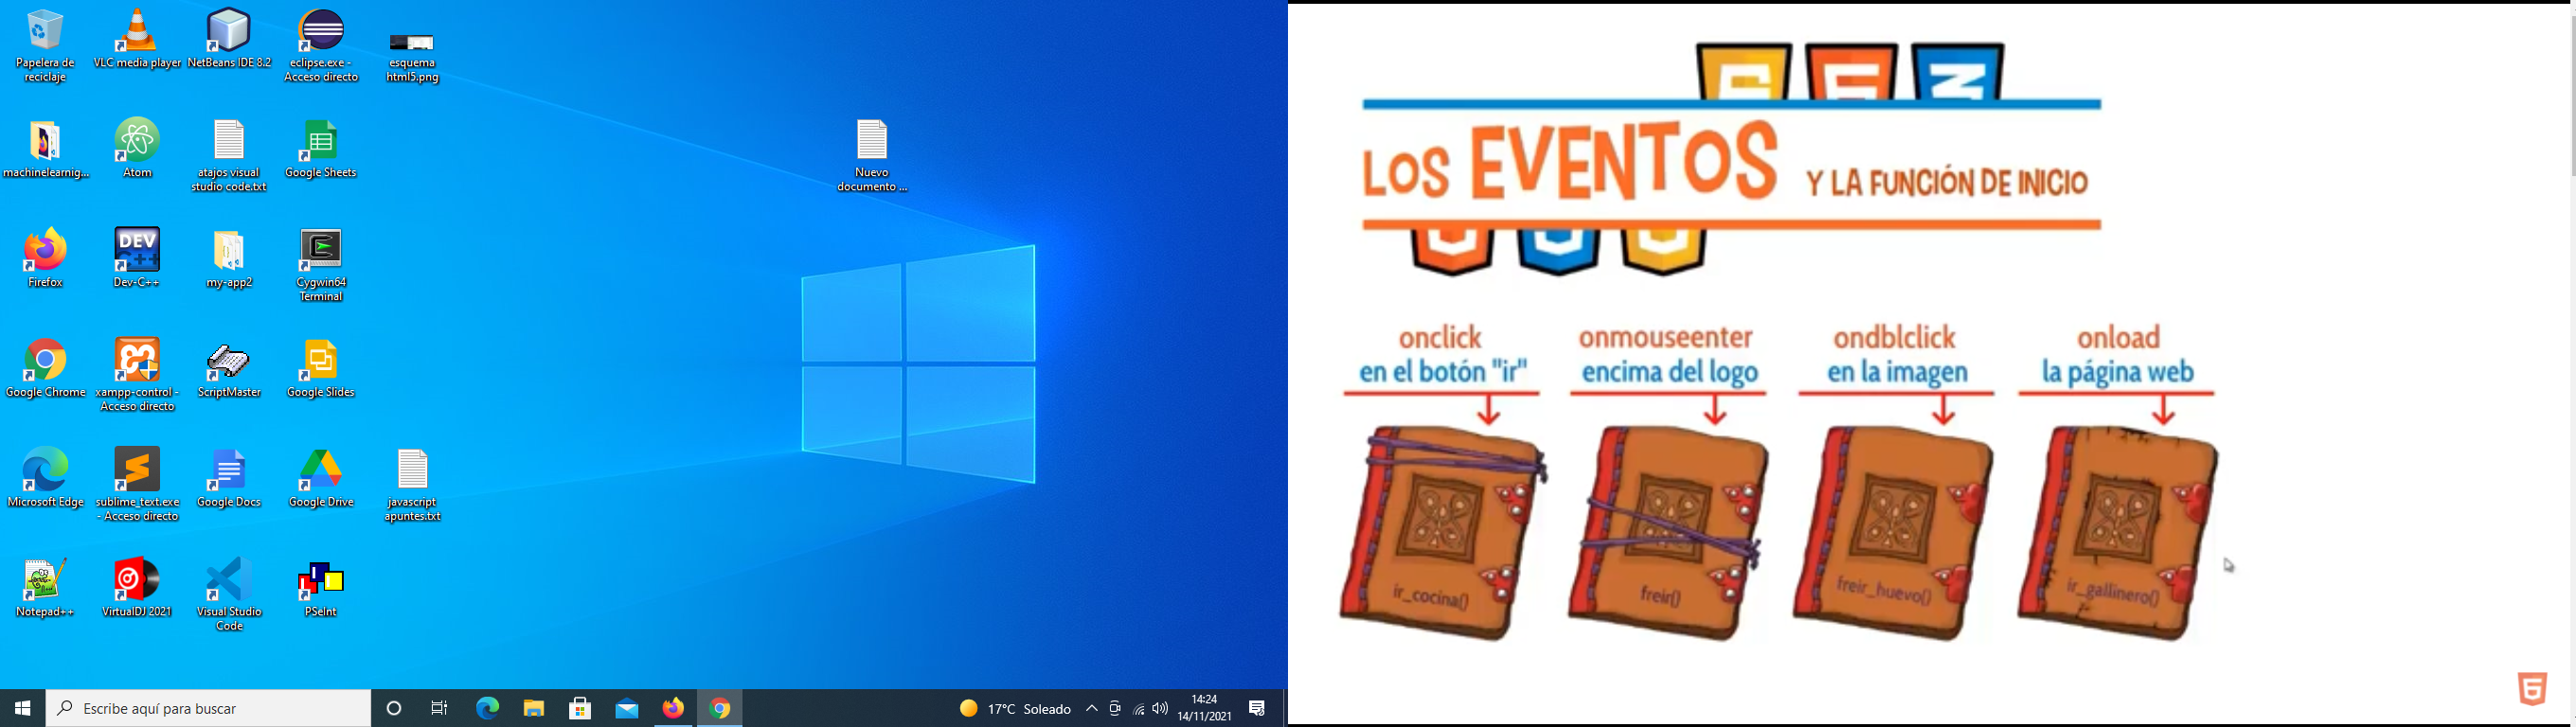 Papelera de
reciclaje
VLC media player
NetBeans IDE 8.2
eclipse.exe -
Acceso directo
esquema
html5.png
machinelearnig...
Atom
atajos visual
studio code.txt
Google Sheets
Nuevo
documento ...
Firefox
DEV
C++
Dev-C++
my-app2
Cygwin64
Terminal
Google Chrome
xampp-control -
Acceso directo
ScriptMaster
Google Slides
Microsoft Edge
sublime_text.exe
- Acceso directo
Google Docs
Google Drive
javascript
apuntes.txt
Notepad++
VirtualDJ 2021
Visual Studio
Code
PSeInt
Escribe aquí para buscar
17°C Soleado
14:24
14/11/2021
LOS EVENTOS Y LA FUNCIÓN DE INICIO
onclick
en el botón "ir"
onmouseenter
encima del logo
ondblclick
en la imagen
onload
la página web
ir_cocina()
freir()
freir_huevo()
ir_gallinero()